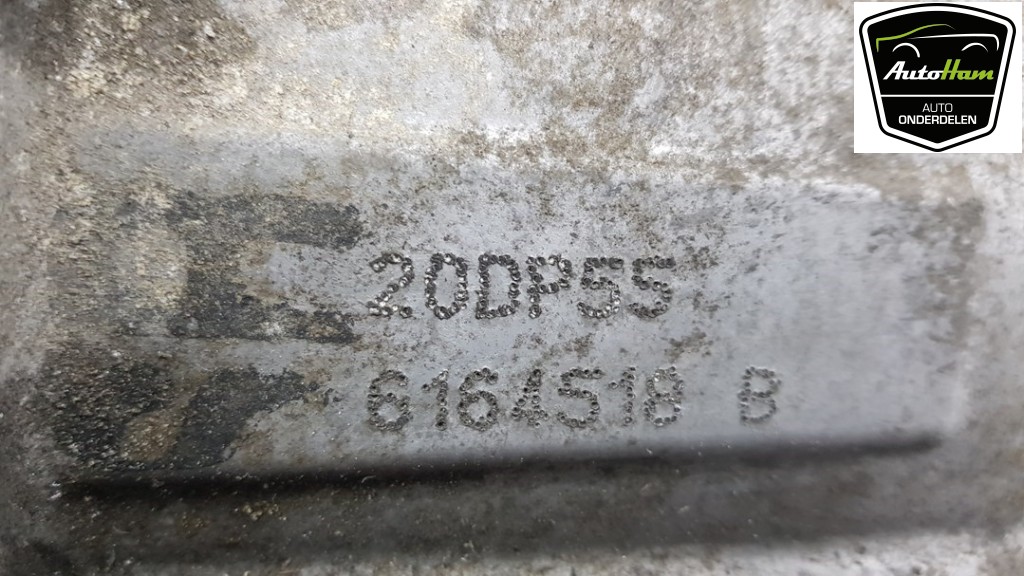 AutoHam
AUTO
ONDERDELEN
20DP55
6164518 B